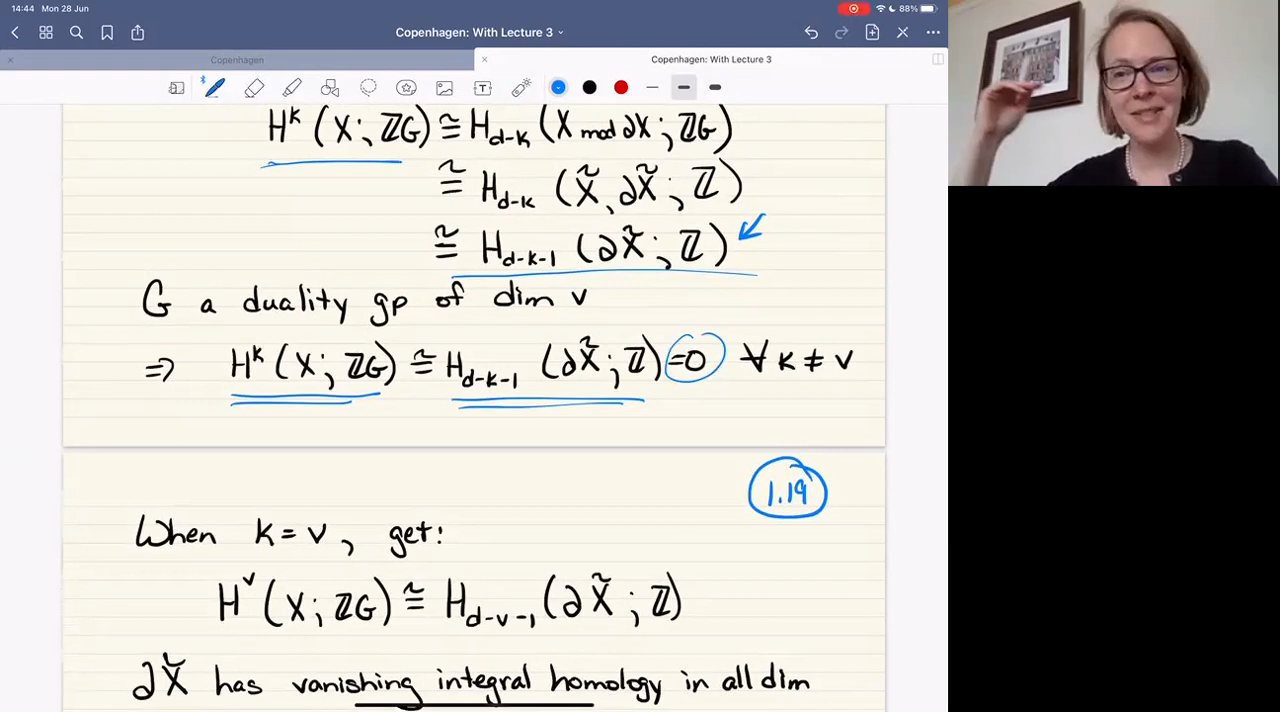 14:44 Mon 28 Jun
88%
Copenhagen: With Lecture 3
Copenhagen
Copenhagen: With Lecture 3
H^k (X; ℤG) ≅ H_{d-k} (X mod ∂X; ℤG)
≅ H_{d-k} (X̃, ∂X̃; ℤ)
≅ H_{d-k-1} (∂X̃; ℤ)
G a duality gp of dim ν
⇒ H^k (X; ℤG) ≅ H_{d-k-1} (∂X̃; ℤ) =0 ∀ k ≠ ν
1.19
When k = ν, get:
H^ν (X; ℤG) ≅ H_{d-ν-1} (∂X̃; ℤ)
∂X̃ has vanishing integral homology in all dim